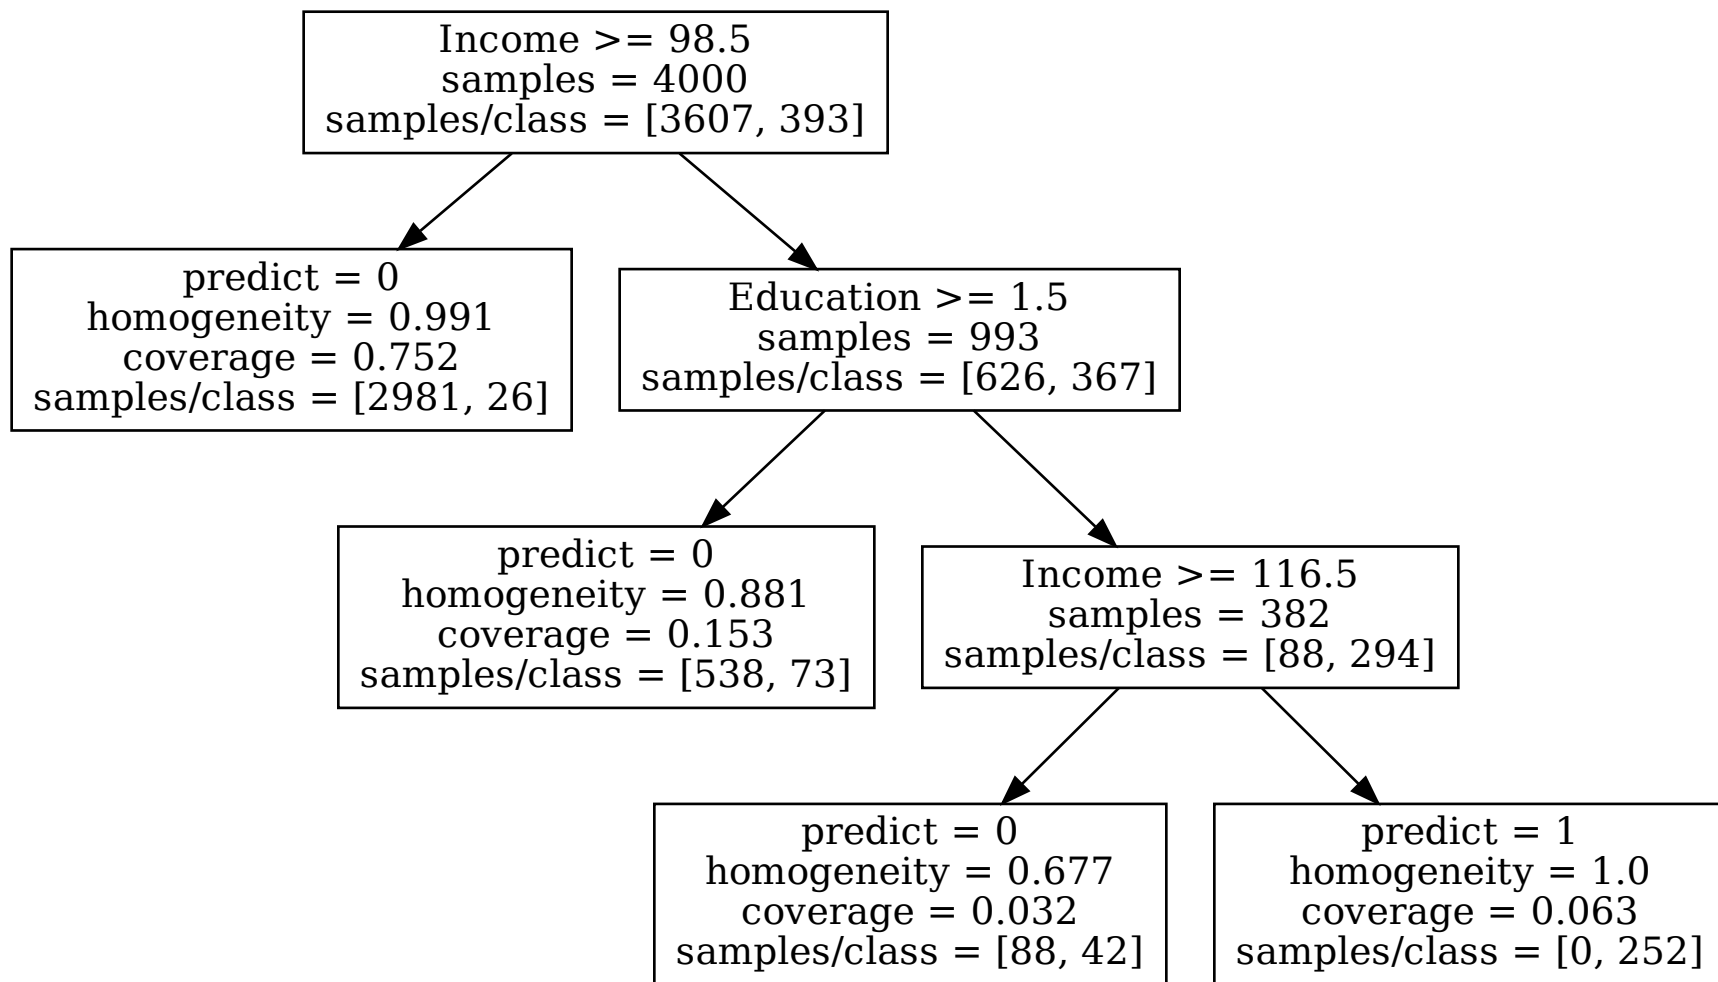 Income >= 98.5
samples = 4000
samples/class = [3607, 393]
predict = 0
homogeneity = 0.991
coverage = 0.752
samples/class = [2981, 26]
Education >= 1.5
samples = 993
samples/class = [626, 367]
predict = 0
homogeneity = 0.881
coverage = 0.153
samples/class = [538, 73]
Income >= 116.5
samples = 382
samples/class = [88, 294]
predict = 0
homogeneity = 0.677
coverage = 0.032
samples/class = [88, 42]
predict = 1
homogeneity = 1.0
coverage = 0.063
samples/class = [0, 252]